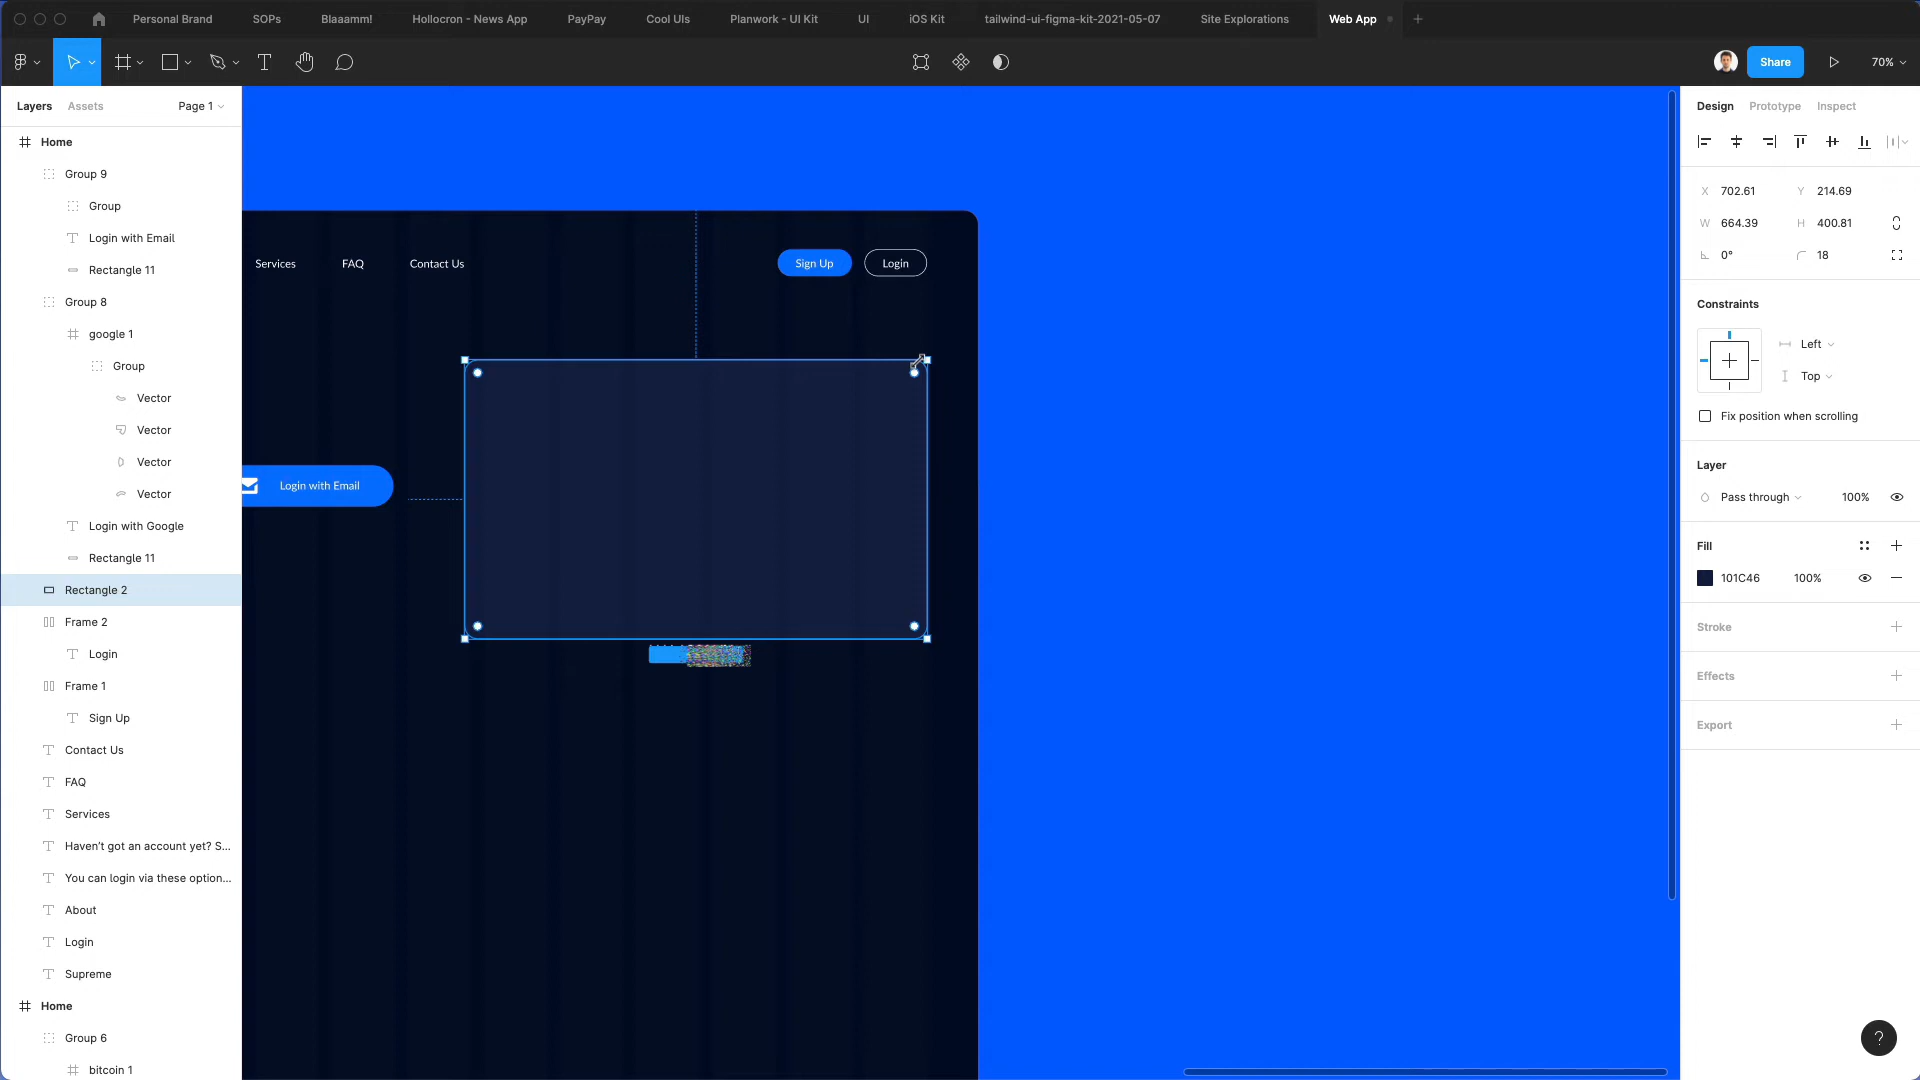 Personal Brand
SOPs
Blaaamm!
Hollocron - News App
PayPay
Cool UIs
Planwork - UI Kit
UI
iOS Kit
tailwind-ui-figma-kit-2021-05-07
Site Explorations
Web App
Share
70%
Layers
Assets
Page 1
Home
Group 9
Group
Login with Email
Rectangle 11
Group 8
google 1
Group
Vector
Vector
Vector
Vector
Login with Google
Rectangle 11
Rectangle 2
Frame 2
Login
Frame 1
Sign Up
Contact Us
FAQ
Services
Haven't got an account yet? S...
You can login via these option...
About
Login
Supreme
Home
Group 6
bitcoin 1
Services
FAQ
Contact Us
Sign Up
Login
Login with Email
Design
Prototype
Inspect
X 702.61
Y 214.69
W 664.39
H 400.81
0°
18
Constraints
Left
Top
Fix position when scrolling
Layer
Pass through
100%
Fill
101C46
100%
Stroke
Effects
Export
?